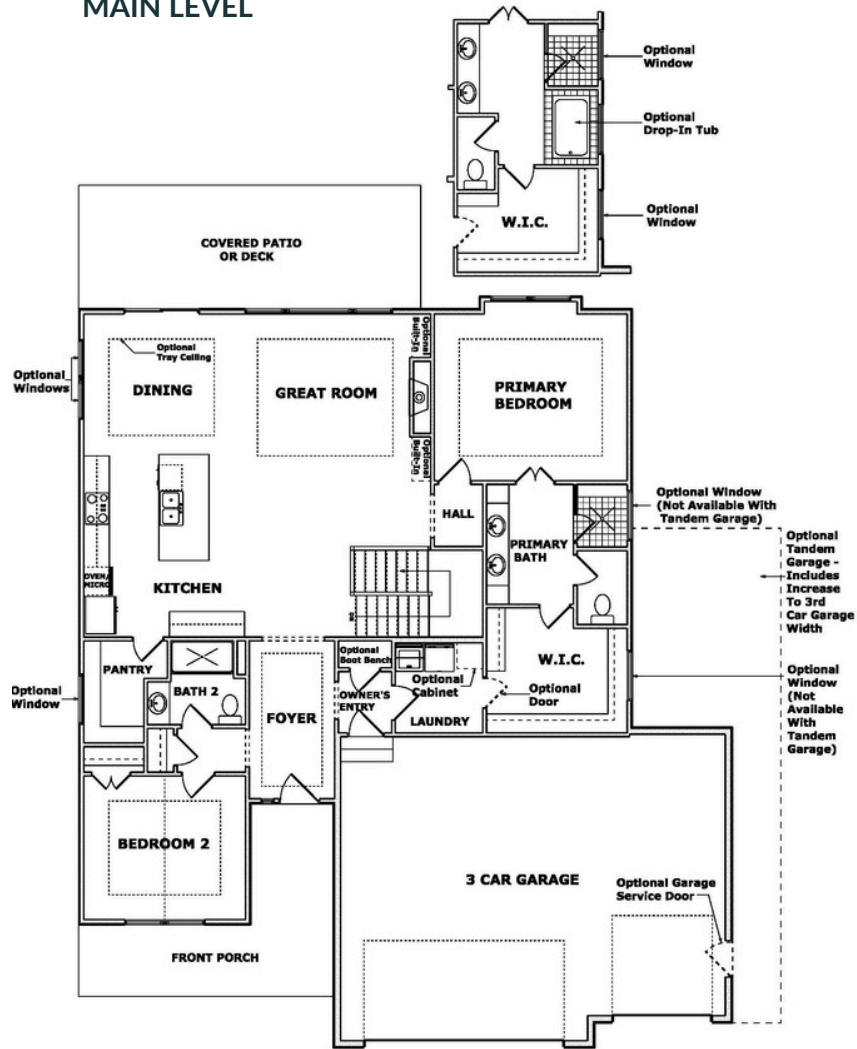 MAIN LEVEL
Optional
Window
Optional
Drop-In Tub
W.I.C.
Optional
Window
COVERED PATIO
OR DECK
Optional
Tray Ceiling
Optional
Windows
DINING
GREAT ROOM
Optional
Built-In
Optional
Built-In
PRIMARY
BEDROOM
HALL
PRIMARY
BATH
Optional Window
(Not Available With
Tandem Garage)
Optional
Tandem
Garage -
Includes
Increase
To 3rd
Car Garage
Width
OVEN/
MICRO
KITCHEN
DN
PANTRY
BATH 2
Optional
Window
FOYER
Optional
Boot Bench
OWNER'S
ENTRY
Optional
Cabinet
LAUNDRY
W.I.C.
Optional
Door
Optional
Window
(Not
Available
With
Tandem
Garage)
BEDROOM 2
3 CAR GARAGE
Optional Garage
Service Door
FRONT PORCH